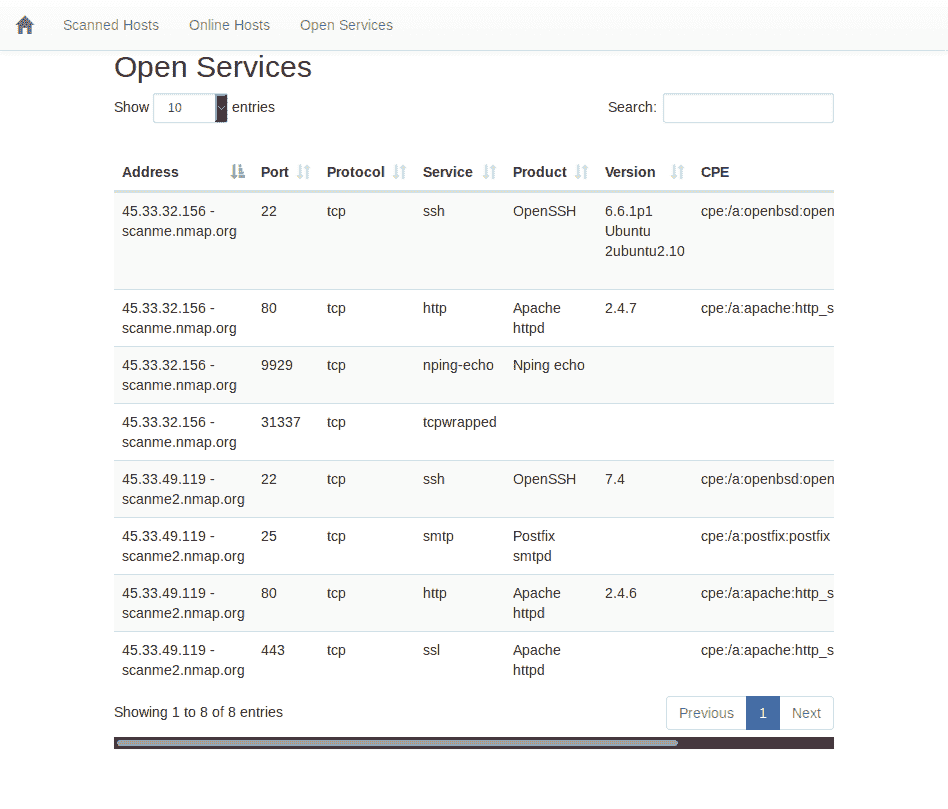 Scanned Hosts Online Hosts Open Services
Open Services
Show 10 entries Search:
Address Port Protocol Service Product Version CPE
45.33.32.156 - 22 tcp ssh OpenSSH 6.6.1p1 cpe:/a:openbsd:open
scanme.nmap.org Ubuntu
2ubuntu2.10
45.33.32.156 - 80 tcp http Apache 2.4.7 cpe:/a:apache:http_s
scanme.nmap.org httpd
45.33.32.156 - 9929 tcp nping-echo Nping echo
scanme.nmap.org
45.33.32.156 - 31337 tcp tcpwrapped
scanme.nmap.org
45.33.49.119 - 22 tcp ssh OpenSSH 7.4 cpe:/a:openbsd:open
scanme2.nmap.org
45.33.49.119 - 25 tcp smtp Postfix cpe:/a:postfix:postfix
scanme2.nmap.org smtpd
45.33.49.119 - 80 tcp http Apache 2.4.6 cpe:/a:apache:http_s
scanme2.nmap.org httpd
45.33.49.119 - 443 tcp ssl Apache cpe:/a:apache:http_s
scanme2.nmap.org httpd
Showing 1 to 8 of 8 entries Previous 1 Next